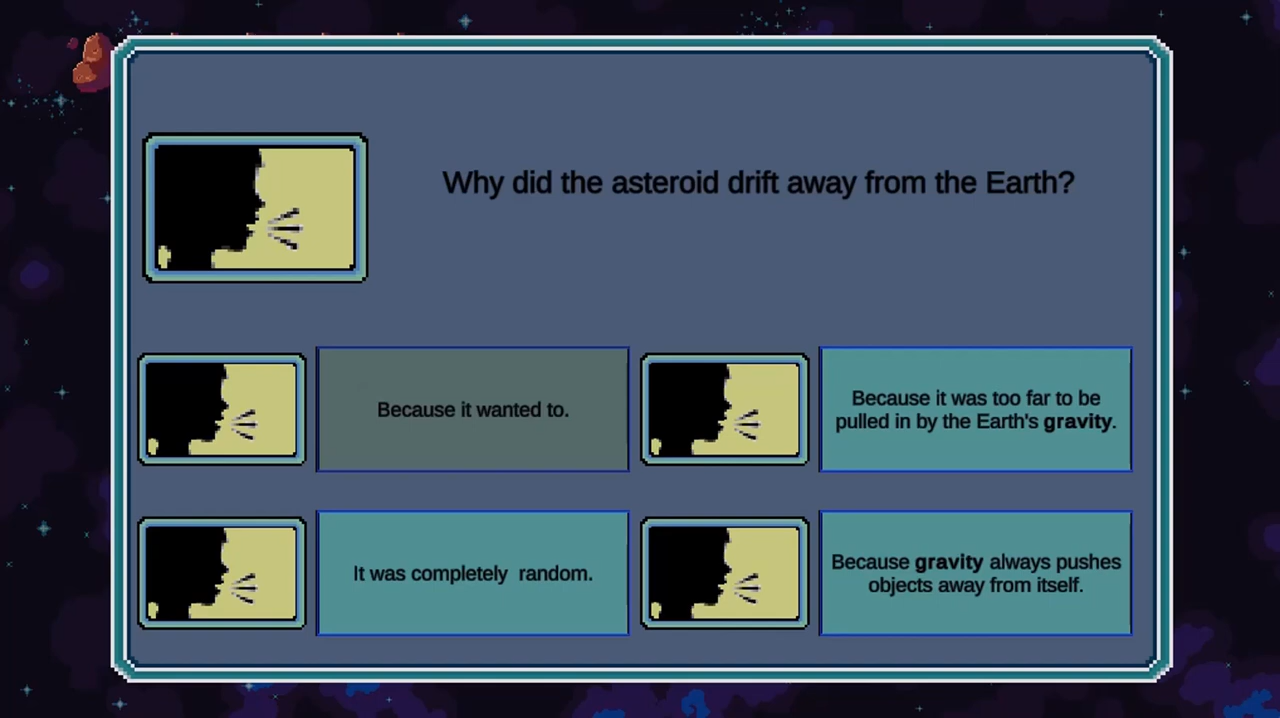 Why did the asteroid drift away from the Earth?
Because it wanted to.
Because it was too far to be
pulled in by the Earth's gravity.
It was completely  random.
Because gravity always pushes
objects away from itself.